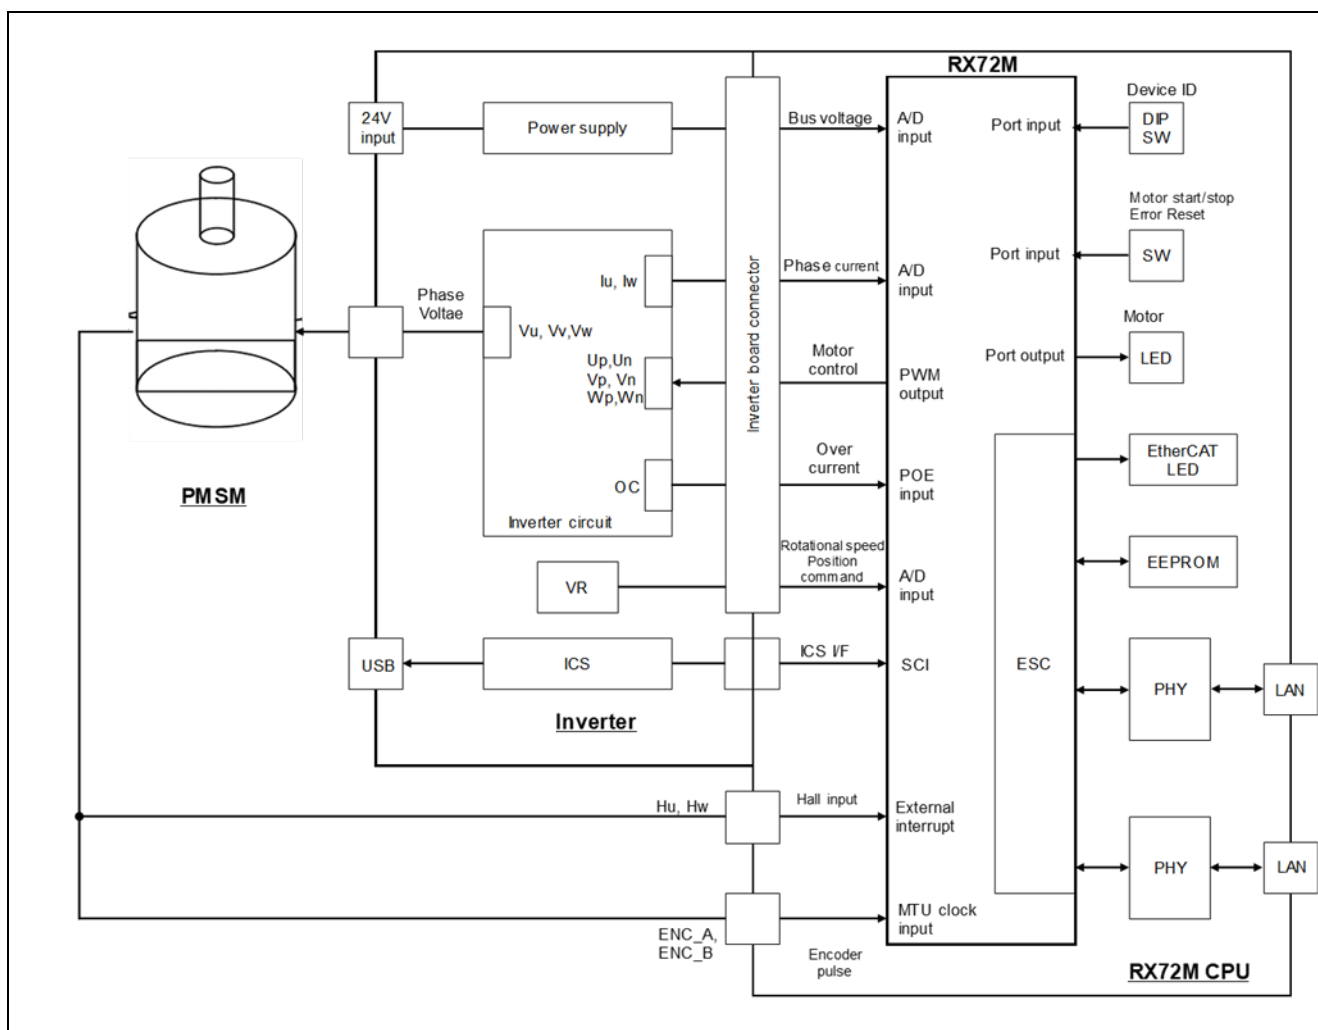 RX72M
24V
input
Power supply
Bus voltage
A/D
input
Port input
Device ID
DIP
SW
Motor start/stop
Error Reset
Port input
SW
Iu, Iw
Phase current
A/D
input
Phase
Voltae
Vu, Vv,Vw
Inverter board connector
Motor
Port output
LED
Up,Un
Vp, Vn
Wp,Wn
Motor
control
PWM
output
Over
current
OC
POE
input
EtherCAT
LED
PMSM
Inverter circuit
Rotational speed
Position
command
VR
A/D
input
EEPROM
USB
ICS
ICS I/F
SCI
ESC
PHY
LAN
Inverter
Hu, Hw
Hall input
External
interrupt
PHY
LAN
MTU clock
input
ENC_A,
ENC_B
Encoder
pulse
RX72M CPU